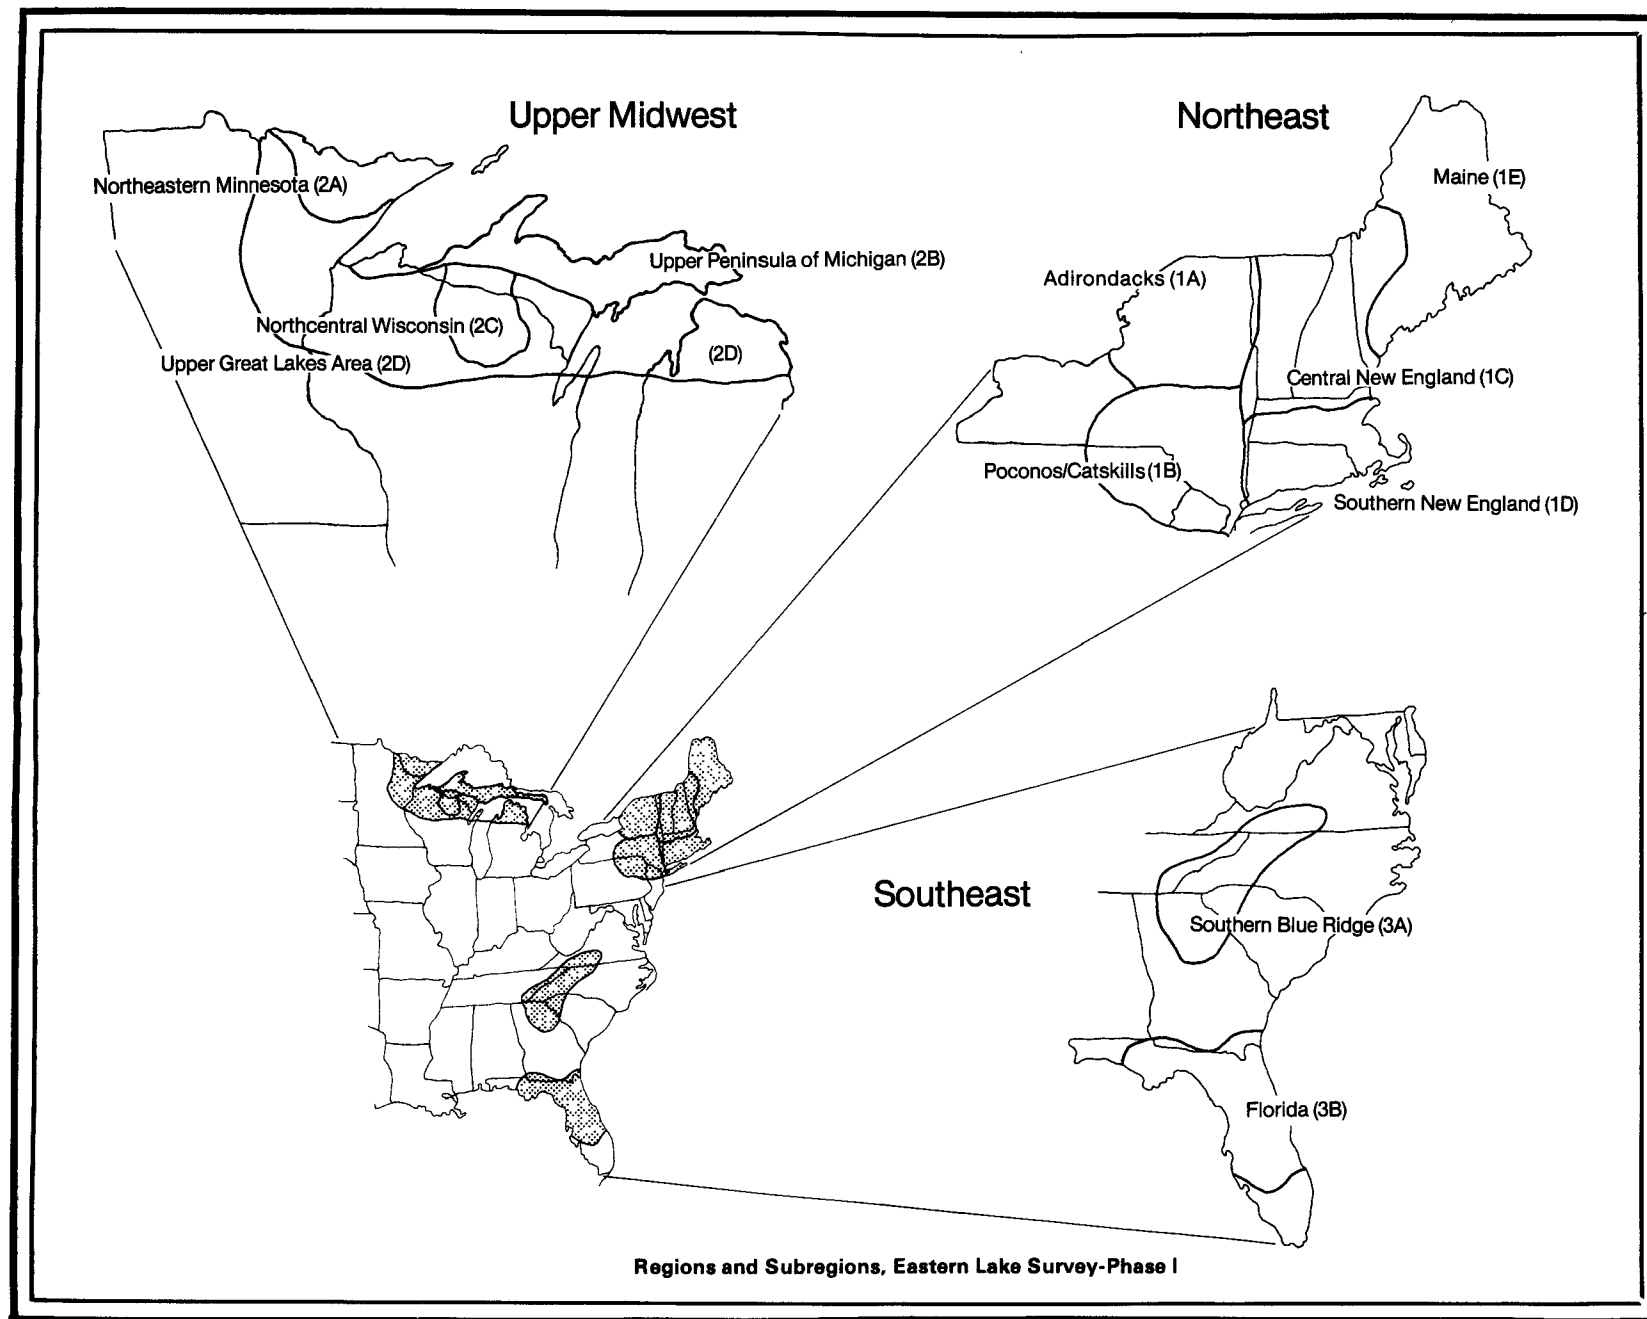 Upper Midwest
Northeast
Maine (1E)
Northeastern Minnesota (2A)
Upper Peninsula of Michigan (2B)
Adirondacks (1A)
Northcentral Wisconsin (2C)
Upper Great Lakes Area (2D)
(2D)
Central New England (1C)
Poconos/Catskills (1B)
Southern New England (1D)
Southeast
Southern Blue Ridge (3A)
Florida (3B)
Regions and Subregions, Eastern Lake Survey-Phase I